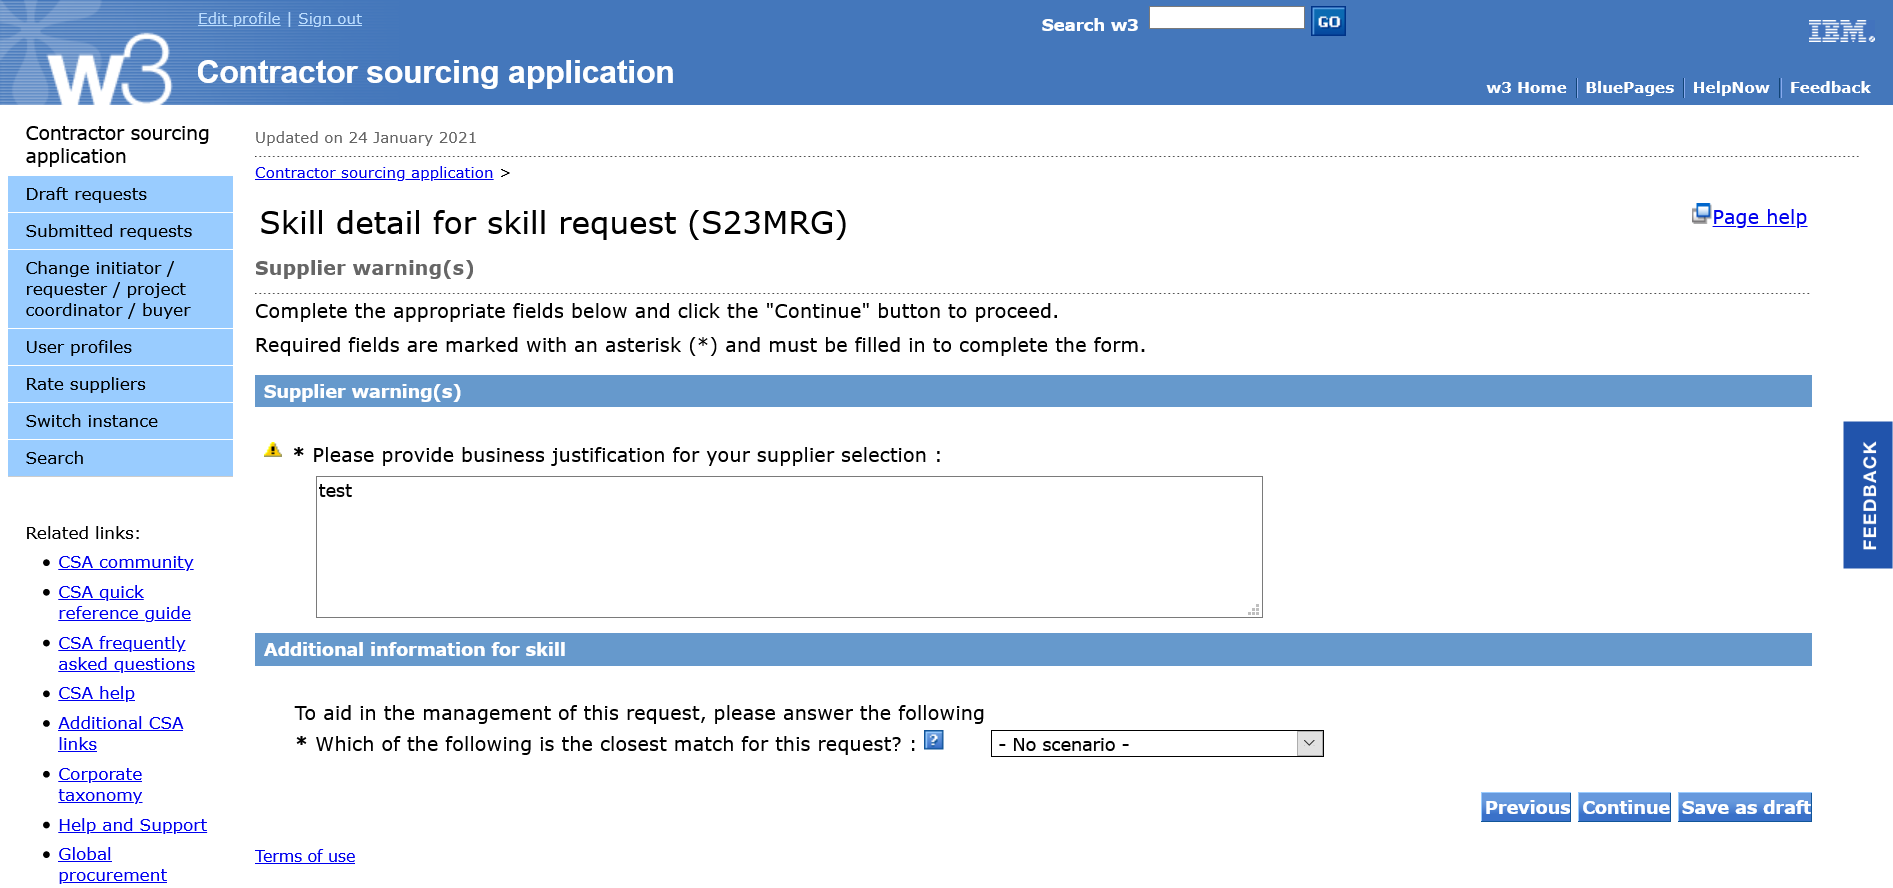 Edit profile | Sign out
Search w3
GO
IBM.
w3
Contractor sourcing application
w3 Home
BluePages
HelpNow
Feedback
Contractor sourcing
application
Draft requests
Submitted requests
Change initiator /
requester / project
coordinator / buyer
User profiles
Rate suppliers
Switch instance
Search
Related links:
CSA community
CSA quick
reference guide
CSA frequently
asked questions
CSA help
Additional CSA
links
Corporate
taxonomy
Help and Support
Global
procurement
Updated on 24 January 2021
Contractor sourcing application >
Skill detail for skill request (S23MRG)
Page help
Supplier warning(s)
Complete the appropriate fields below and click the "Continue" button to proceed.
Required fields are marked with an asterisk (*) and must be filled in to complete the form.
Supplier warning(s)
* Please provide business justification for your supplier selection :
test
Additional information for skill
To aid in the management of this request, please answer the following
* Which of the following is the closest match for this request? : ?
- No scenario -
Previous
Continue
Save as draft
Terms of use
FEEDBACK